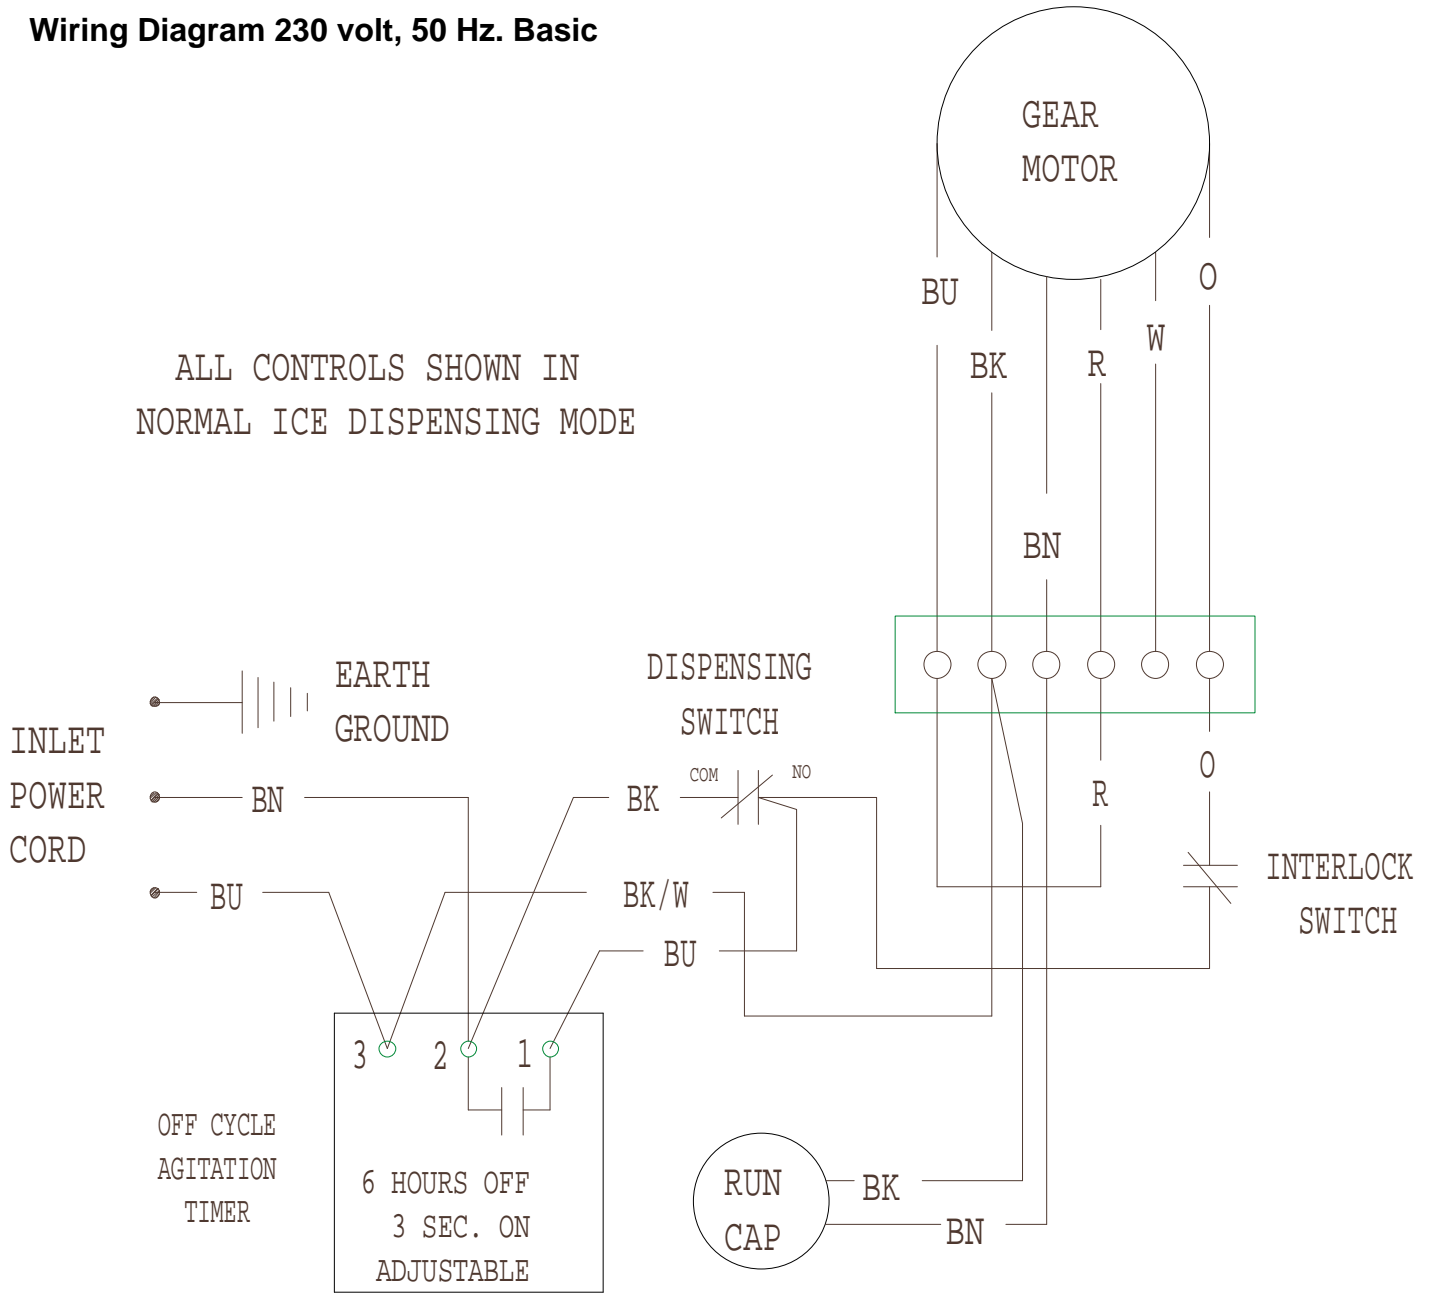 Wiring Diagram 230 volt, 50 Hz. Basic
GEAR
MOTOR
BU
BK
BN
R
W
O
ALL CONTROLS SHOWN IN
NORMAL ICE DISPENSING MODE
EARTH
GROUND
INLET
POWER
CORD
BN
BU
DISPENSING
SWITCH
COM
NO
BK
BK/W
BU
R
O
INTERLOCK
SWITCH
3
2
1
OFF CYCLE
AGITATION
TIMER
6 HOURS OFF
3 SEC. ON
ADJUSTABLE
RUN
CAP
BK
BN